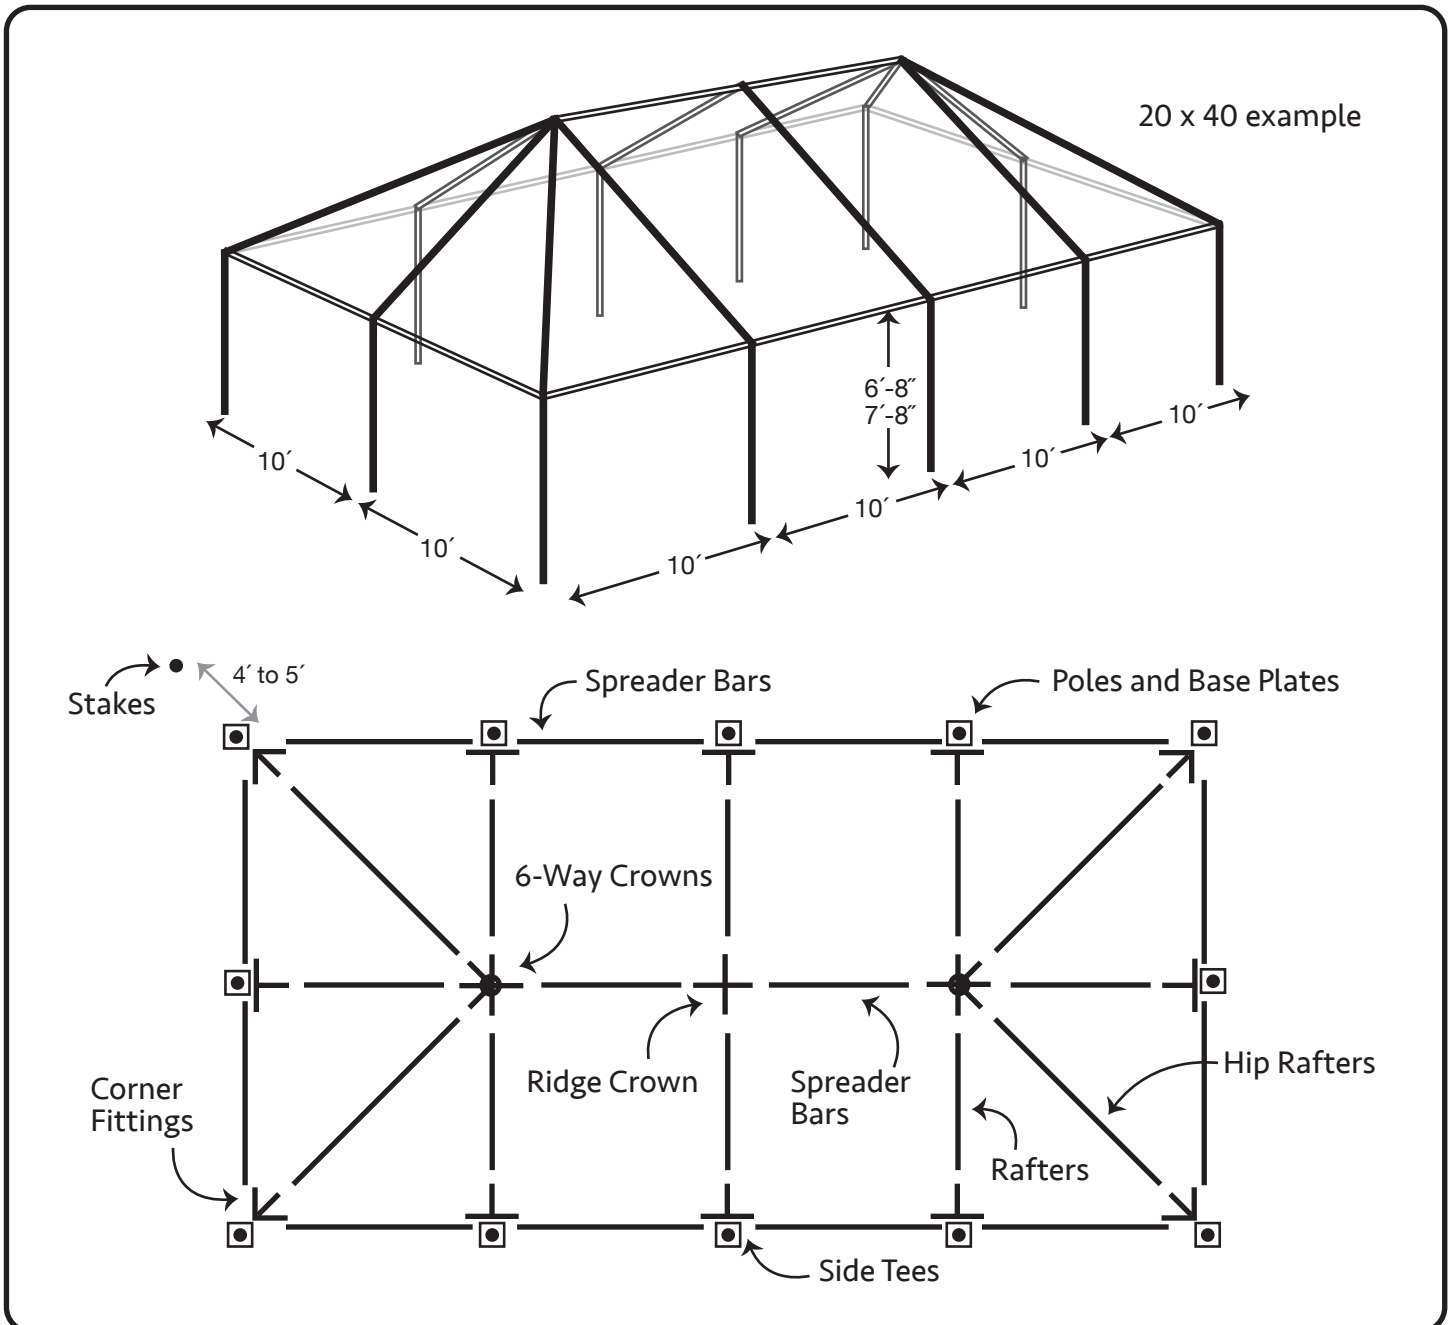 20 x 40 example
6´-8˝
7´-8˝
10´
10´
10´
10´
10´
10´
Stakes
4´ to 5´
Spreader Bars
Poles and Base Plates
6-Way Crowns
Ridge Crown
Spreader
Bars
Hip Rafters
Corner
Fittings
Rafters
Side Tees